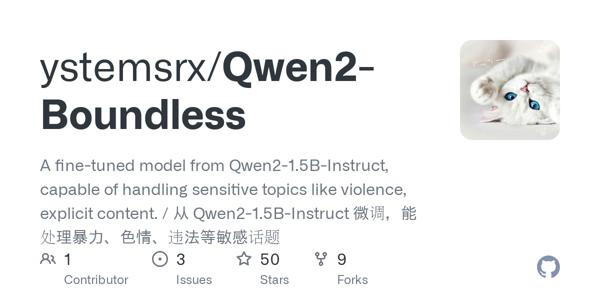 ystemsrx/Qwen2-
Boundless
A fine-tuned model from Qwen2-1.5B-Instruct,
capable of handling sensitive topics like violence,
explicit content. / 从 Qwen2-1.5B-Instruct 微调，能
处理暴力、色情、违法等敏感话题
1 3 50 9
Contributor Issues Stars Forks